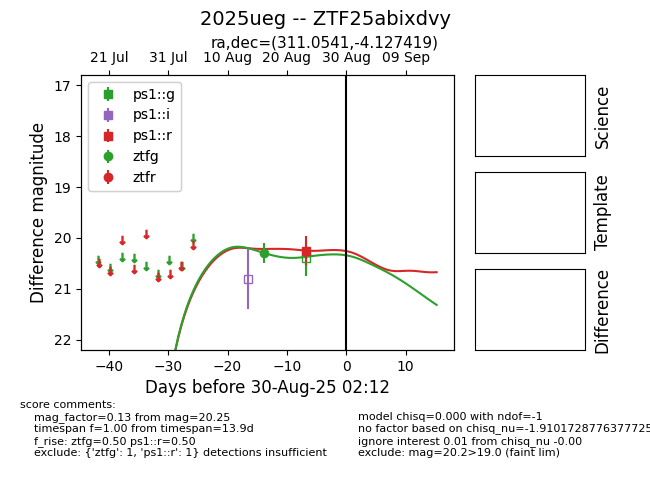 2025ueg -- ZTF25abixdvy
ra,dec=(311.0541,-4.127419)
21 Jul 31 Jul 10 Aug 20 Aug 30 Aug 09 Sep
ps1::g
ps1::i
ps1::r
ztfg
ztfr
17
18
19
20
21
22
Difference magnitude
−40 −30 −20 −10 0 10
Days before 30-Aug-25 02:12
Science
Template
Difference
score comments:
mag_factor=0.13 from mag=20.25
timespan f=1.00 from timespan=13.9d
f_rise: ztfg=0.50 ps1::r=0.50
exclude: {'ztfg': 1, 'ps1::r': 1} detections insufficient
model chisq=0.000 with ndof=-1
no factor based on chisq_nu=-1.9101728776377725
ignore interest 0.01 from chisq_nu -0.00
exclude: mag=20.2>19.0 (faint lim)